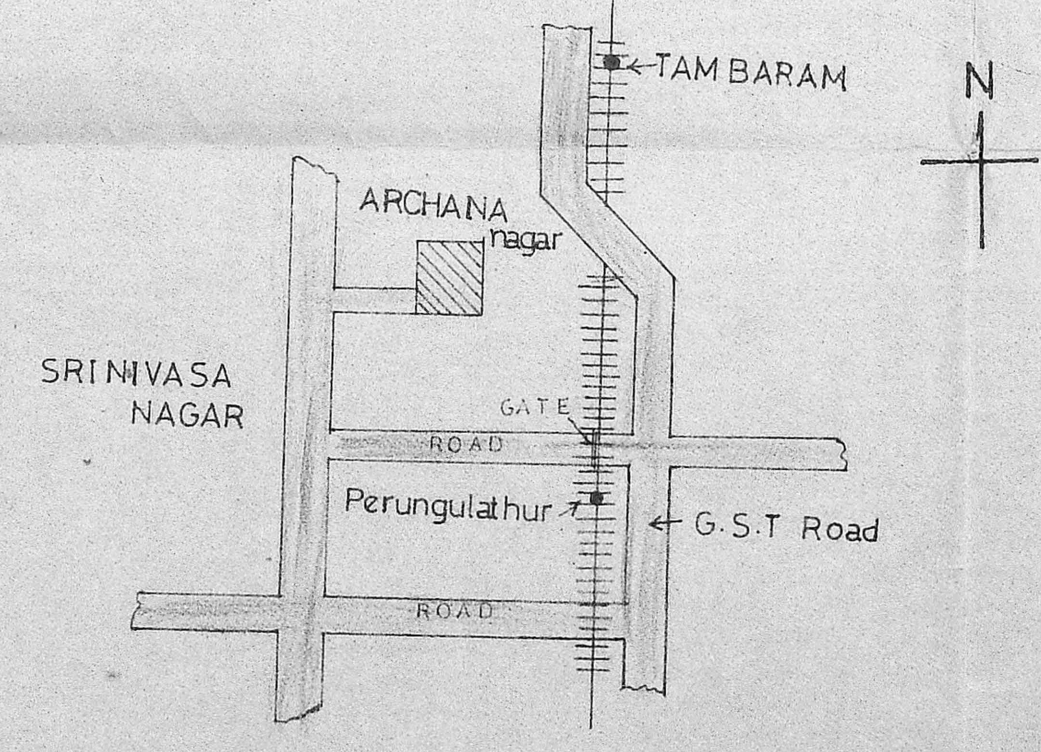 TAMBARAM
N
ARCHANA
nagar
SRINIVASA
NAGAR
GATE
ROAD
Perungulathur
G.S.T Road
ROAD